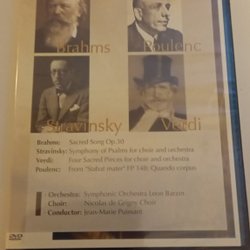 Brahms Poulenc
Stravinsky Verdi
Brahms: Sacred Song Op.30
Stravinsky: Symphony of Psalms for choir and orchestra
Verdi: Four Sacred Pieces for choir and orchestra
Poulenc: From "Stabat mater" FP 148: Quando corpus
Orchestra: Symphonic Orchestra Léon Barzin
Choir: Nicolas de Grigny Choir
Conductor: Jean-Marie Puissant
DVD